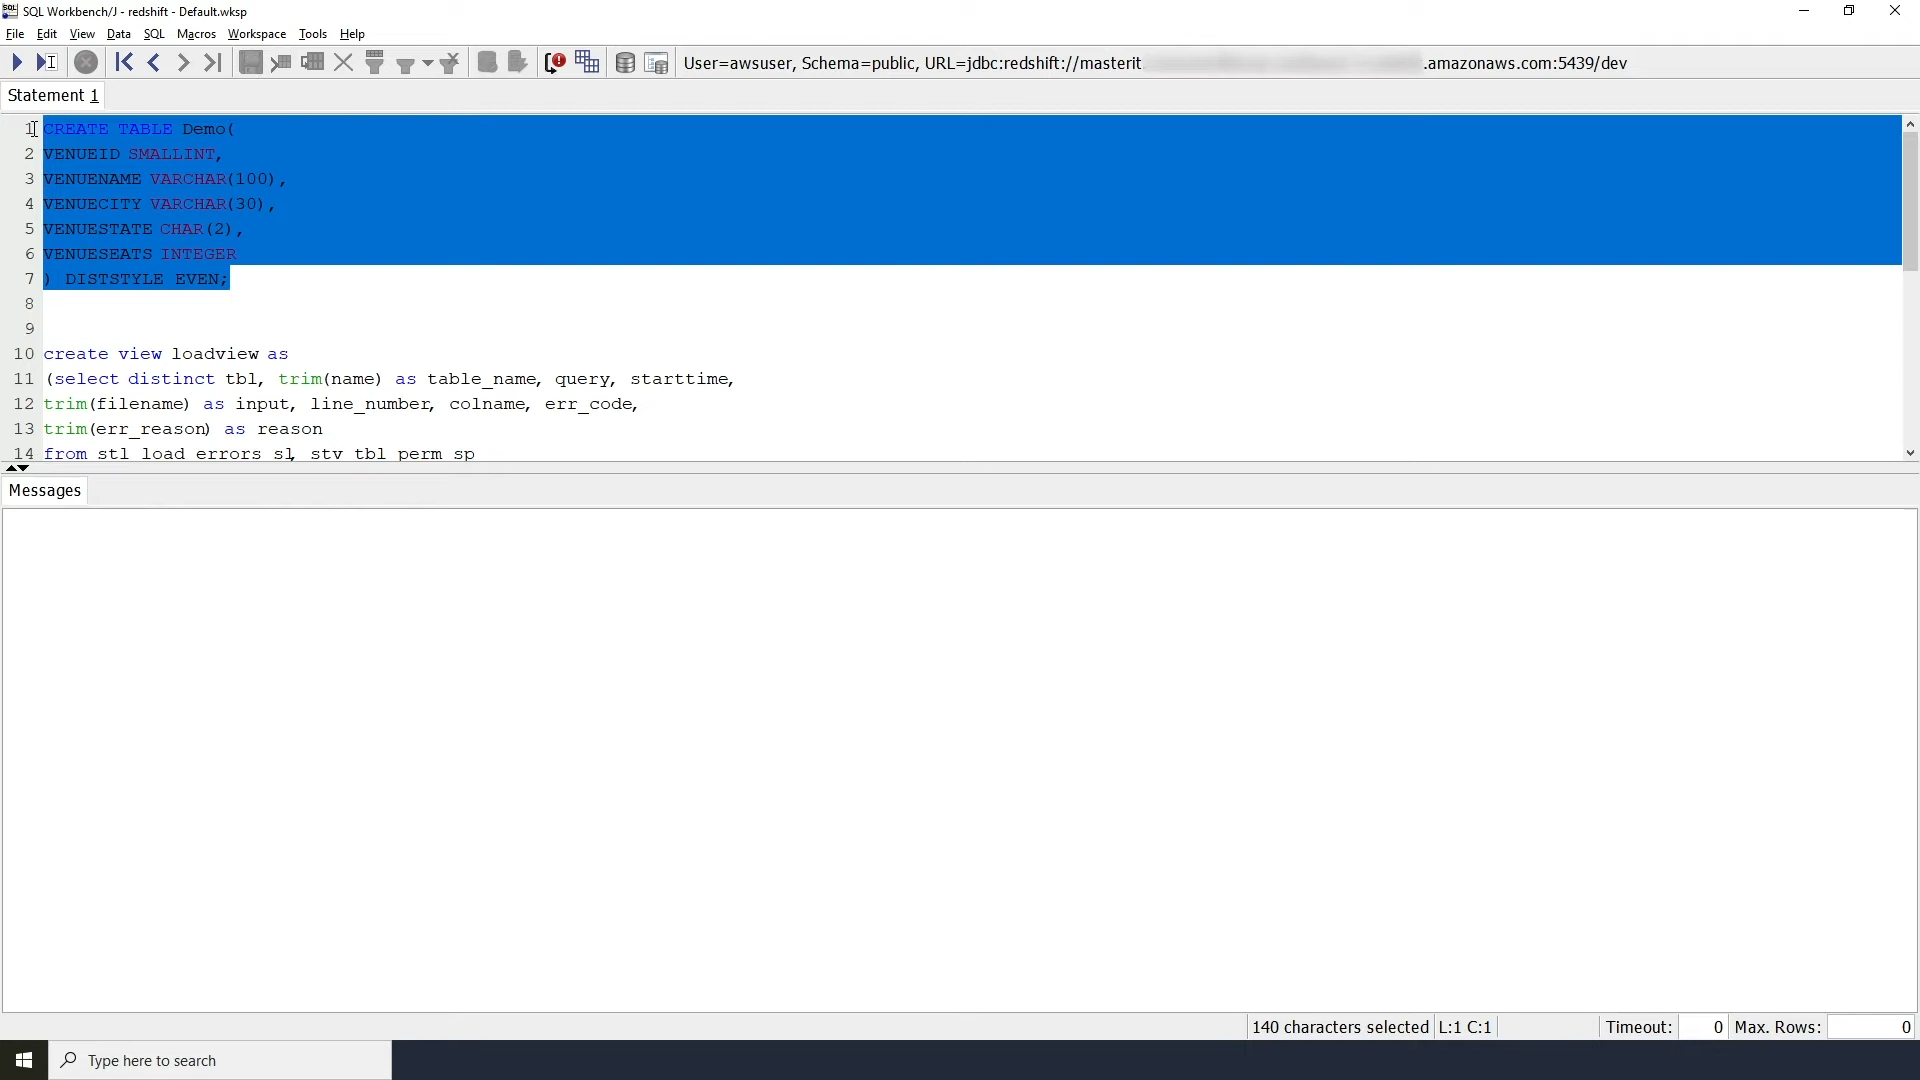 SQL Workbench/J - redshift - Default.wksp
File Edit View Data SQL Macros Workspace Tools Help
User=awsuser, Schema=public, URL=jdbc:redshift://masterit .amazonaws.com:5439/dev
Statement 1
1 CREATE TABLE Demo(
2 VENUEID SMALLINT,
3 VENUENAME VARCHAR(100),
4 VENUECITY VARCHAR(30),
5 VENUESTATE CHAR(2),
6 VENUESEATS INTEGER
7 ) DISTSTYLE EVEN;
8
9
10 create view loadview as
11 (select distinct tbl, trim(name) as table_name, query, starttime,
12 trim(filename) as input, line_number, colname, err_code,
13 trim(err_reason) as reason
14 from stl_load_errors sl, stv_tbl_perm sp
Messages
140 characters selected L:1 C:1 Timeout: 0 Max. Rows: 0
Type here to search